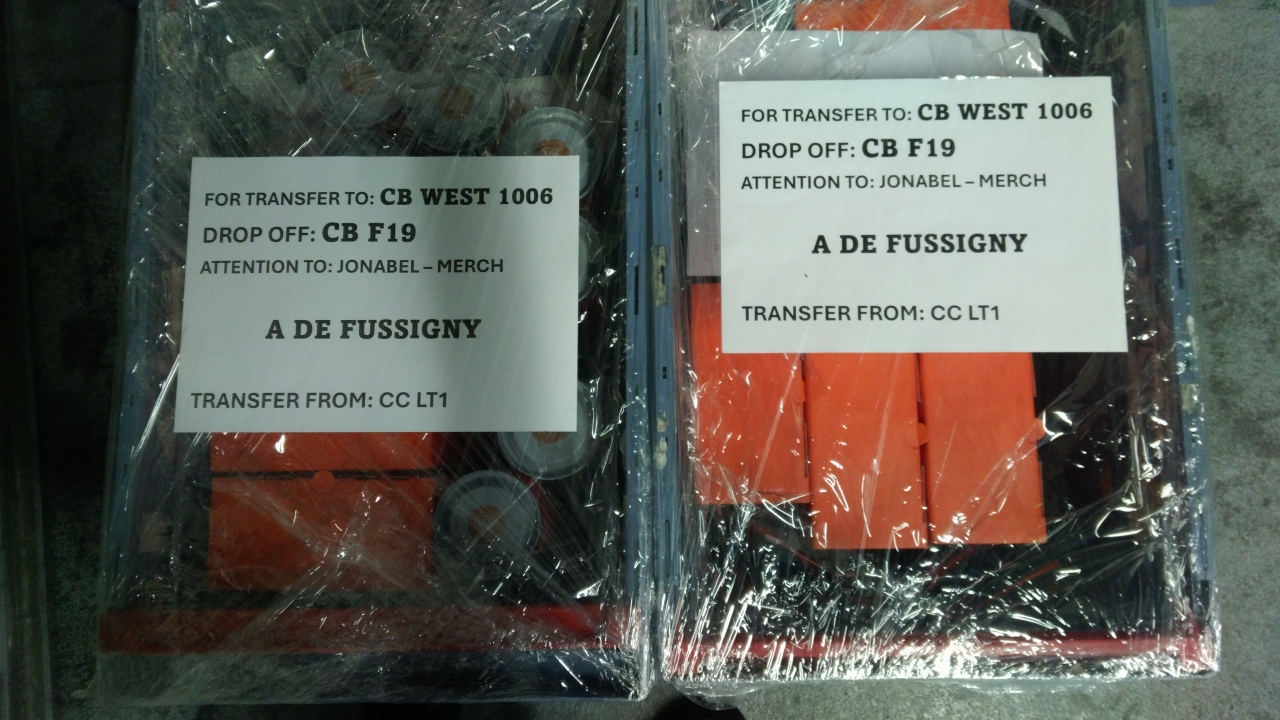 FOR TRANSFER TO: CB WEST 1006
DROP OFF: CB F19
ATTENTION TO: JONABEL – MERCH
A DE FUSSIGNY
TRANSFER FROM: CC LT1
FOR TRANSFER TO: CB WEST 1006
DROP OFF: CB F19
ATTENTION TO: JONABEL – MERCH
A DE FUSSIGNY
TRANSFER FROM: CC LT1